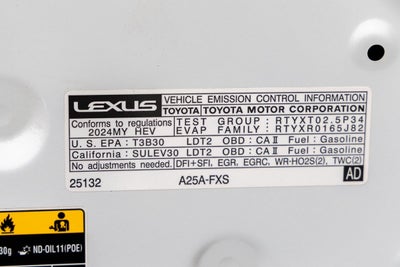 LEXUS VEHICLE EMISSION CONTROL INFORMATION
TOYOTA TOYOTA MOTOR CORPORATION
Conforms to regulations TEST GROUP : RTYXT02.5P34
2024MY HEV EVAP FAMILY : RTYXR0165J82
U. S. EPA : T3B30 LDT2 OBD : CA II Fuel : Gasoline
California : SULEV30 LDT2 OBD : CA II Fuel : Gasoline
No adjustments needed. DFI+SFI, EGR, EGRC, WR-HO2S(2), TWC(2)
25132 A25A-FXS AD
30g ND-OIL11(POE)